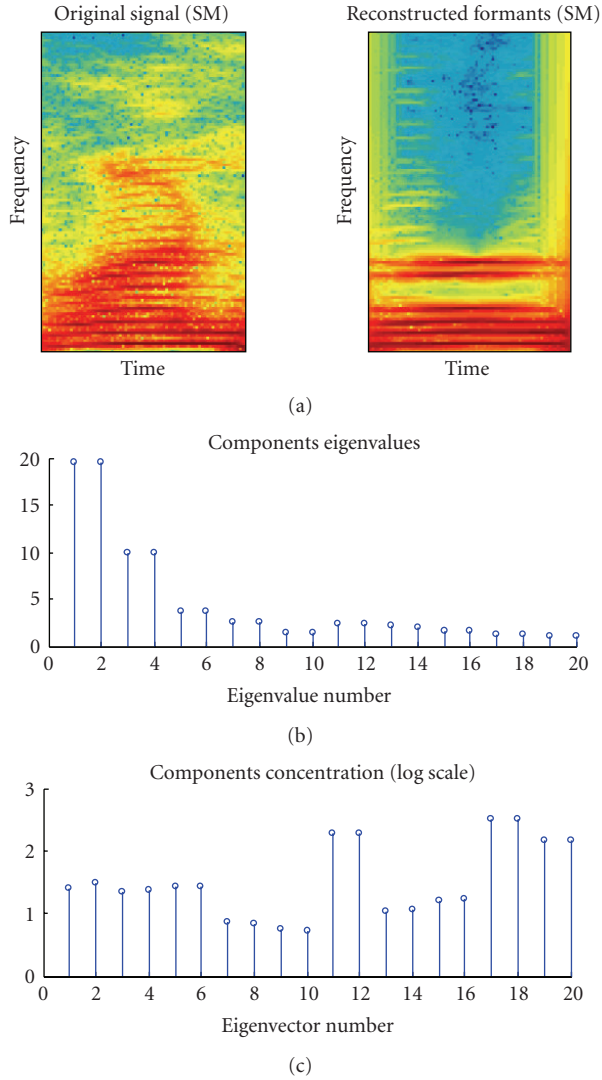 Original signal (SM)
Reconstructed formants (SM)
Frequency
Frequency
Time
Time
(a)
Components eigenvalues
20
15
10
5
0
0 2 4 6 8 10 12 14 16 18 20
Eigenvalue number
(b)
Components concentration (log scale)
3
2
1
0
0 2 4 6 8 10 12 14 16 18 20
Eigenvector number
(c)